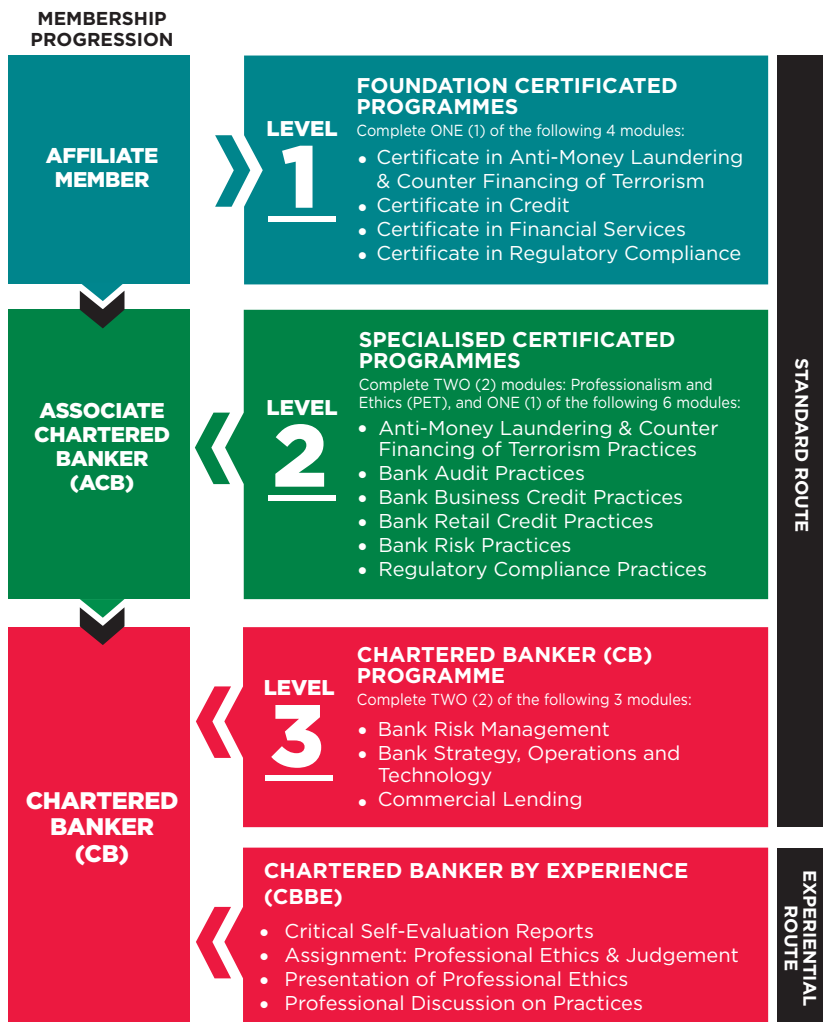 MEMBERSHIP
PROGRESSION
AFFILIATE
MEMBER
LEVEL
1
FOUNDATION CERTIFICATED
PROGRAMMES
Complete ONE (1) of the following 4 modules:
• Certificate in Anti-Money Laundering
& Counter Financing of Terrorism
• Certificate in Credit
• Certificate in Financial Services
• Certificate in Regulatory Compliance
ASSOCIATE
CHARTERED
BANKER
(ACB)
LEVEL
2
SPECIALISED CERTIFICATED
PROGRAMMES
Complete TWO (2) modules: Professionalism and
Ethics (PET), and ONE (1) of the following 6 modules:
• Anti-Money Laundering & Counter
Financing of Terrorism Practices
• Bank Audit Practices
• Bank Business Credit Practices
• Bank Retail Credit Practices
• Bank Risk Practices
• Regulatory Compliance Practices
STANDARD ROUTE
CHARTERED
BANKER
(CB)
LEVEL
3
CHARTERED BANKER (CB)
PROGRAMME
Complete TWO (2) of the following 3 modules:
• Bank Risk Management
• Bank Strategy, Operations and
Technology
• Commercial Lending
CHARTERED BANKER BY EXPERIENCE
(CBBE)
• Critical Self-Evaluation Reports
• Assignment: Professional Ethics & Judgement
• Presentation of Professional Ethics
• Professional Discussion on Practices
EXPERIENTIAL
ROUTE